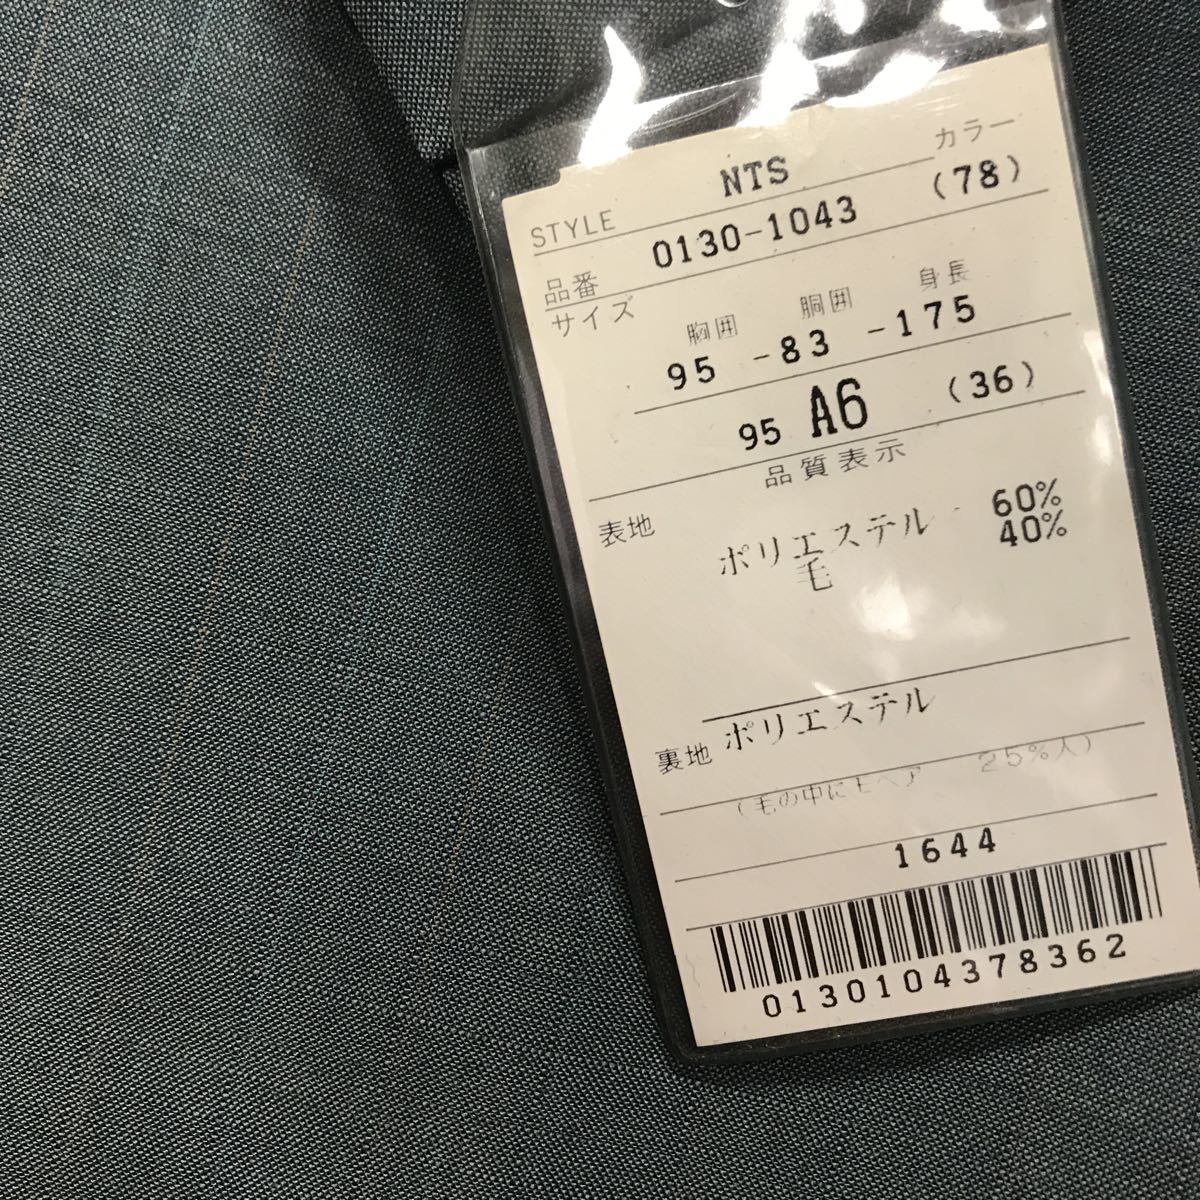 STYLE NTS カラー
品番 0130-1043 (78)
サイズ 胸囲 胴囲 身長
95 -83 -175
95 A6 (36)
品質表示
表地 ポリエステル 60%
毛 40%
裏地 ポリエステル
(毛の中にモヘア 25%入)
1644
0130104378362